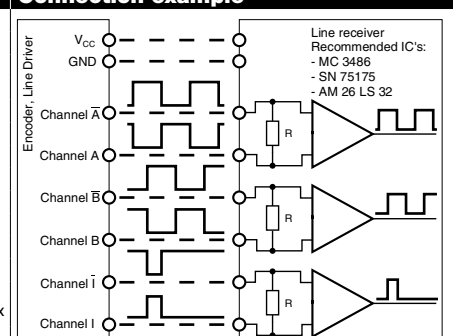 Connection example
Encoder, Line Driver
V_CC
GND
Channel A̅
Channel A
Channel B̅
Channel B
Channel I̅
Channel I
Line receiver
Recommended IC's:
- MC 3486
- SN 75175
- AM 26 LS 32
R
R
R
x